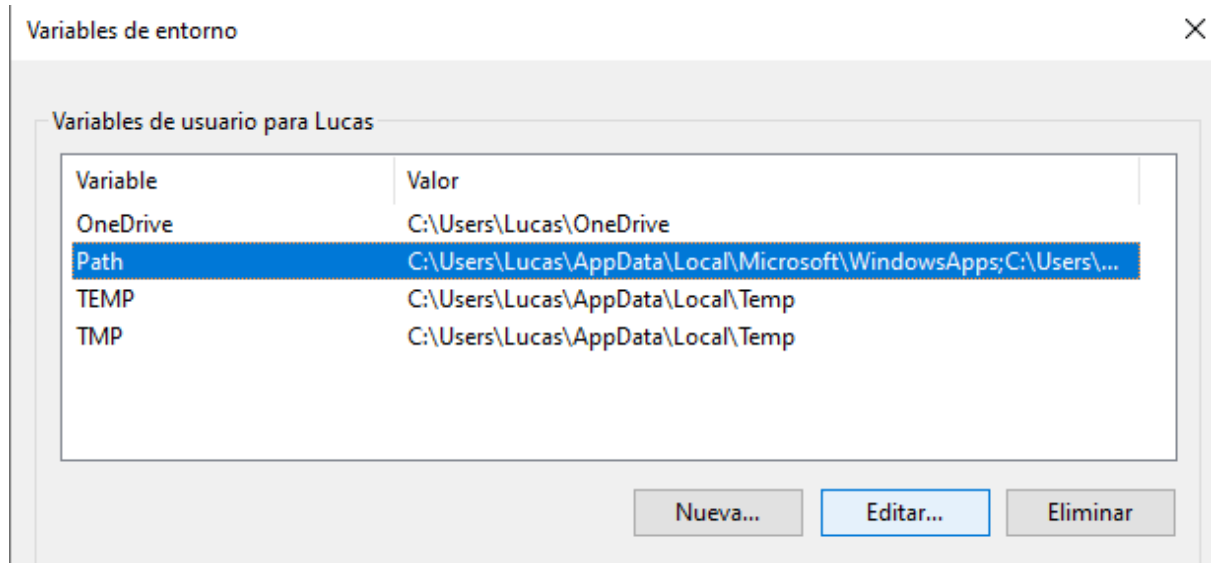 Variables de entorno
Variables de usuario para Lucas
Variable Valor
OneDrive C:\Users\Lucas\OneDrive
Path C:\Users\Lucas\AppData\Local\Microsoft\WindowsApps;C:\Users\...
TEMP C:\Users\Lucas\AppData\Local\Temp
TMP C:\Users\Lucas\AppData\Local\Temp
Nueva... Editar... Eliminar